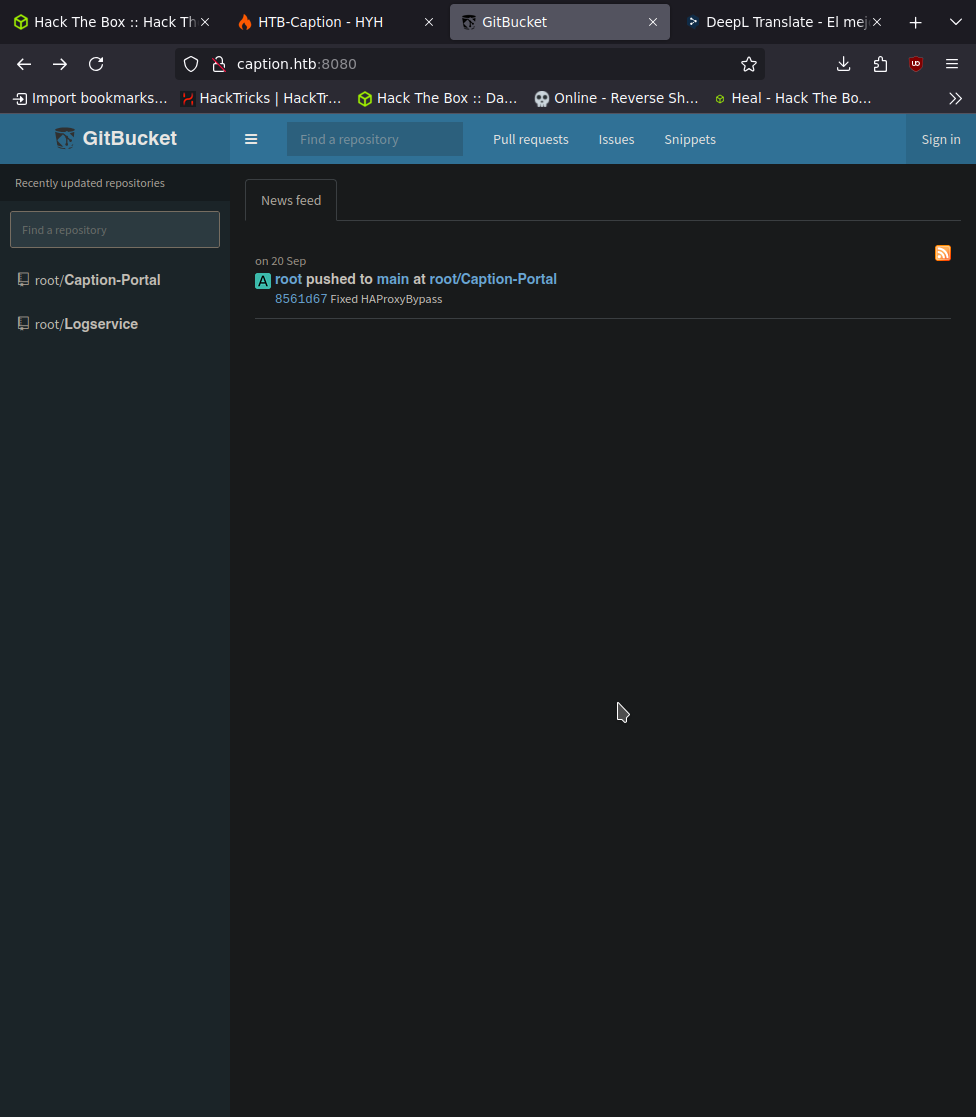 Hack The Box :: Hack Th
HTB-Caption - HYH
GitBucket
DeepL Translate - El mej
caption.htb:8080
Import bookmarks...
HackTricks | HackTr...
Hack The Box :: Da...
Online - Reverse Sh...
Heal - Hack The Bo...
GitBucket
Find a repository
Pull requests
Issues
Snippets
Sign in
Recently updated repositories
Find a repository
root/Caption-Portal
root/Logservice
News feed
on 20 Sep
A root pushed to main at root/Caption-Portal
8561d67 Fixed HAProxyBypass